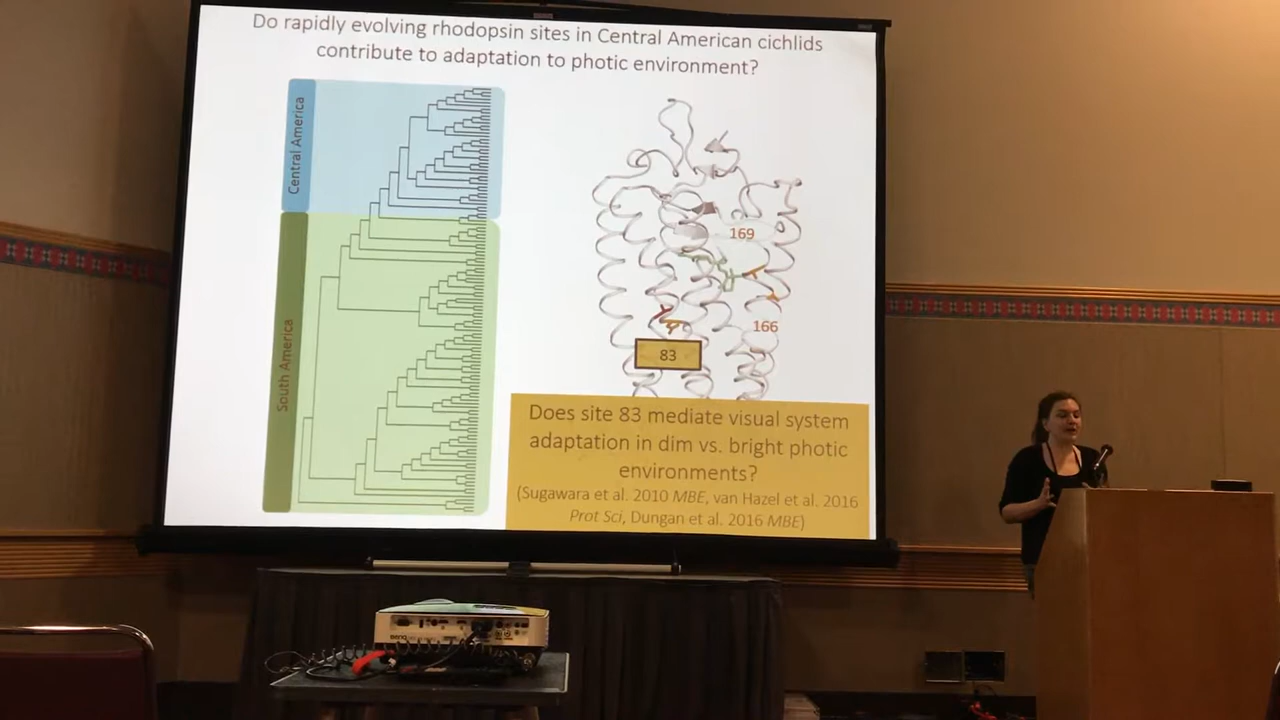 Do rapidly evolving rhodopsin sites in Central American cichlids
contribute to adaptation to photic environment?
Central America
South America
169
166
83
Does site 83 mediate visual system
adaptation in dim vs. bright photic
environments?
(Sugawara et al. 2010 MBE, van Hazel et al. 2016
Prot Sci, Dungan et al. 2016 MBE)
BenQ